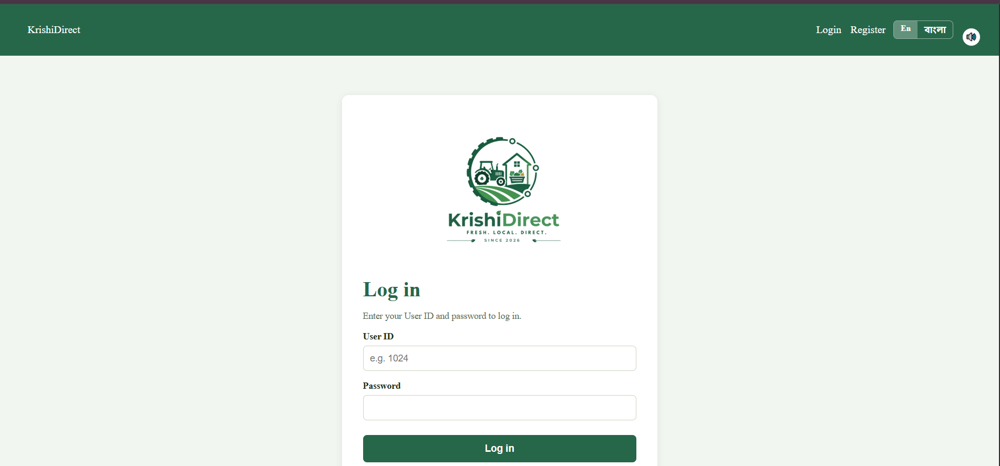 KrishiDirect
Login Register En বাংলা
KrishiDirect
FRESH. LOCAL. DIRECT.
SINCE 2026
Log in
Enter your User ID and password to log in.
User ID
e.g. 1024
Password
Log in